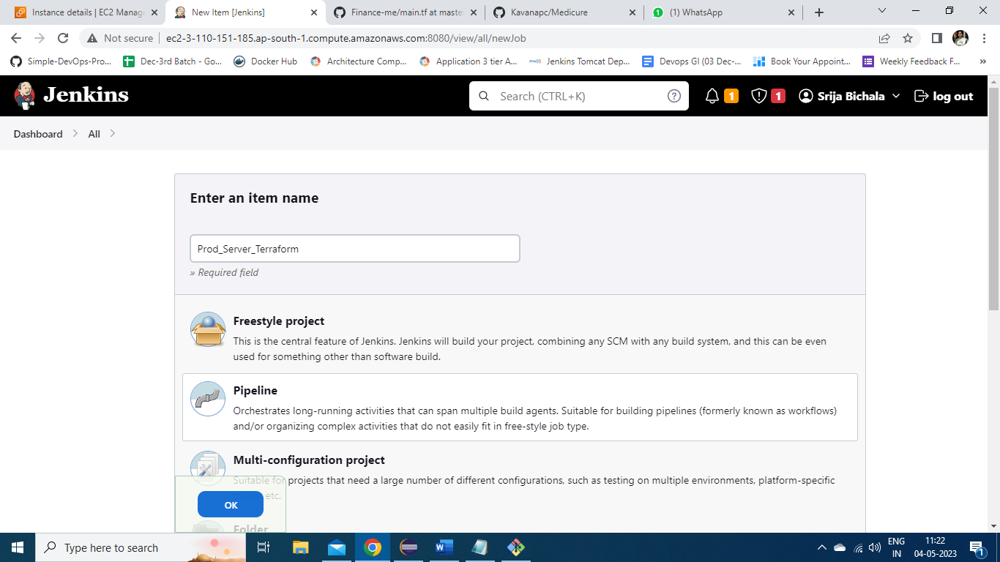 Instance details | EC2 Manag
New Item [Jenkins]
Finance-me/main.tf at maste
Kavanapc/Medicure
(1) WhatsApp
Not secure
ec2-3-110-151-185.ap-south-1.compute.amazonaws.com:8080/view/all/newJob
Simple-DevOps-Pro...
Dec-3rd Batch - Go...
Docker Hub
Architecture Comp...
Application 3 tier A...
Jenkins Tomcat Dep...
Devops GI (03 Dec-...
Book Your Appoint...
Weekly Feedback F...
»
Jenkins
Search (CTRL+K)
1
1
Srija Bichala
log out
Dashboard
All
Enter an item name
Prod_Server_Terraform
» Required field
Freestyle project
This is the central feature of Jenkins. Jenkins will build your project, combining any SCM with any build system, and this can be even
used for something other than software build.
Pipeline
Orchestrates long-running activities that can span multiple build agents. Suitable for building pipelines (formerly known as workflows)
and/or organizing complex activities that do not easily fit in free-style job type.
Multi-configuration project
Suitable for projects that need a large number of different configurations, such as testing on multiple environments, platform-specific
etc.
OK
Folder
Type here to search
ENG
IN
11:22
04-05-2023
1